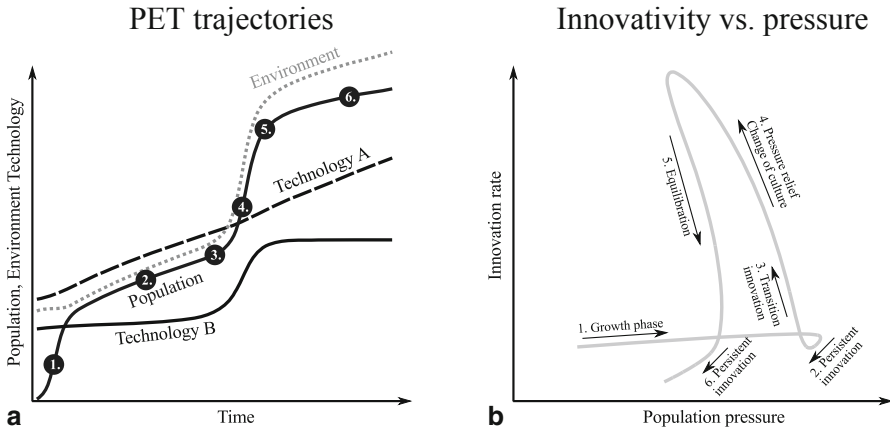 PET trajectories
Population, Environment Technology
Environment
Technology A
Population
Technology B
1.
2.
3.
4.
5.
6.
Time
a
Innovativity vs. pressure
Innovation rate
4. Pressure relief
Change of culture
5. Equilibration
3. Transition
innovation
1. Growth phase
2. Persistent
innovation
6. Persistent
innovation
Population pressure
b